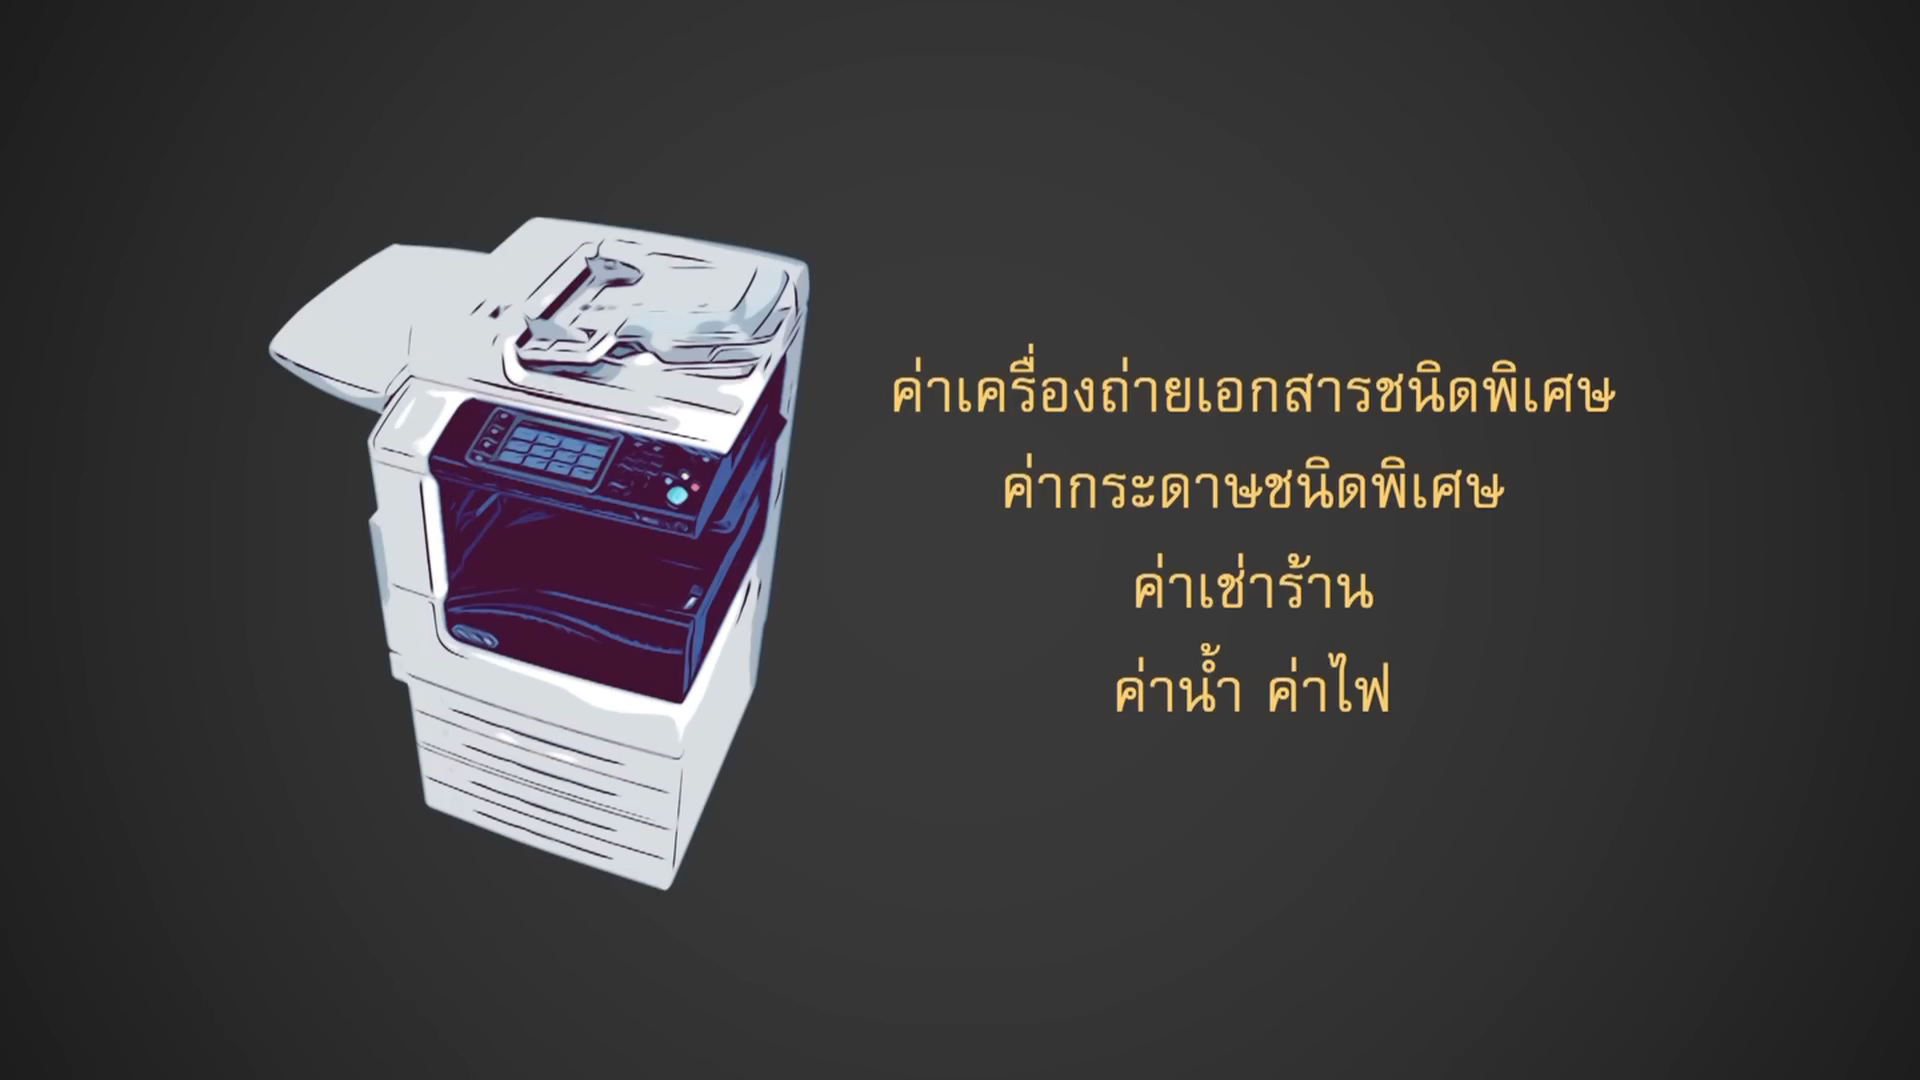 ค่าเครื่องถ่ายเอกสารชนิดพิเศษ
ค่ากระดาษชนิดพิเศษ
ค่าเช่าร้าน
ค่าน้ำ ค่าไฟ